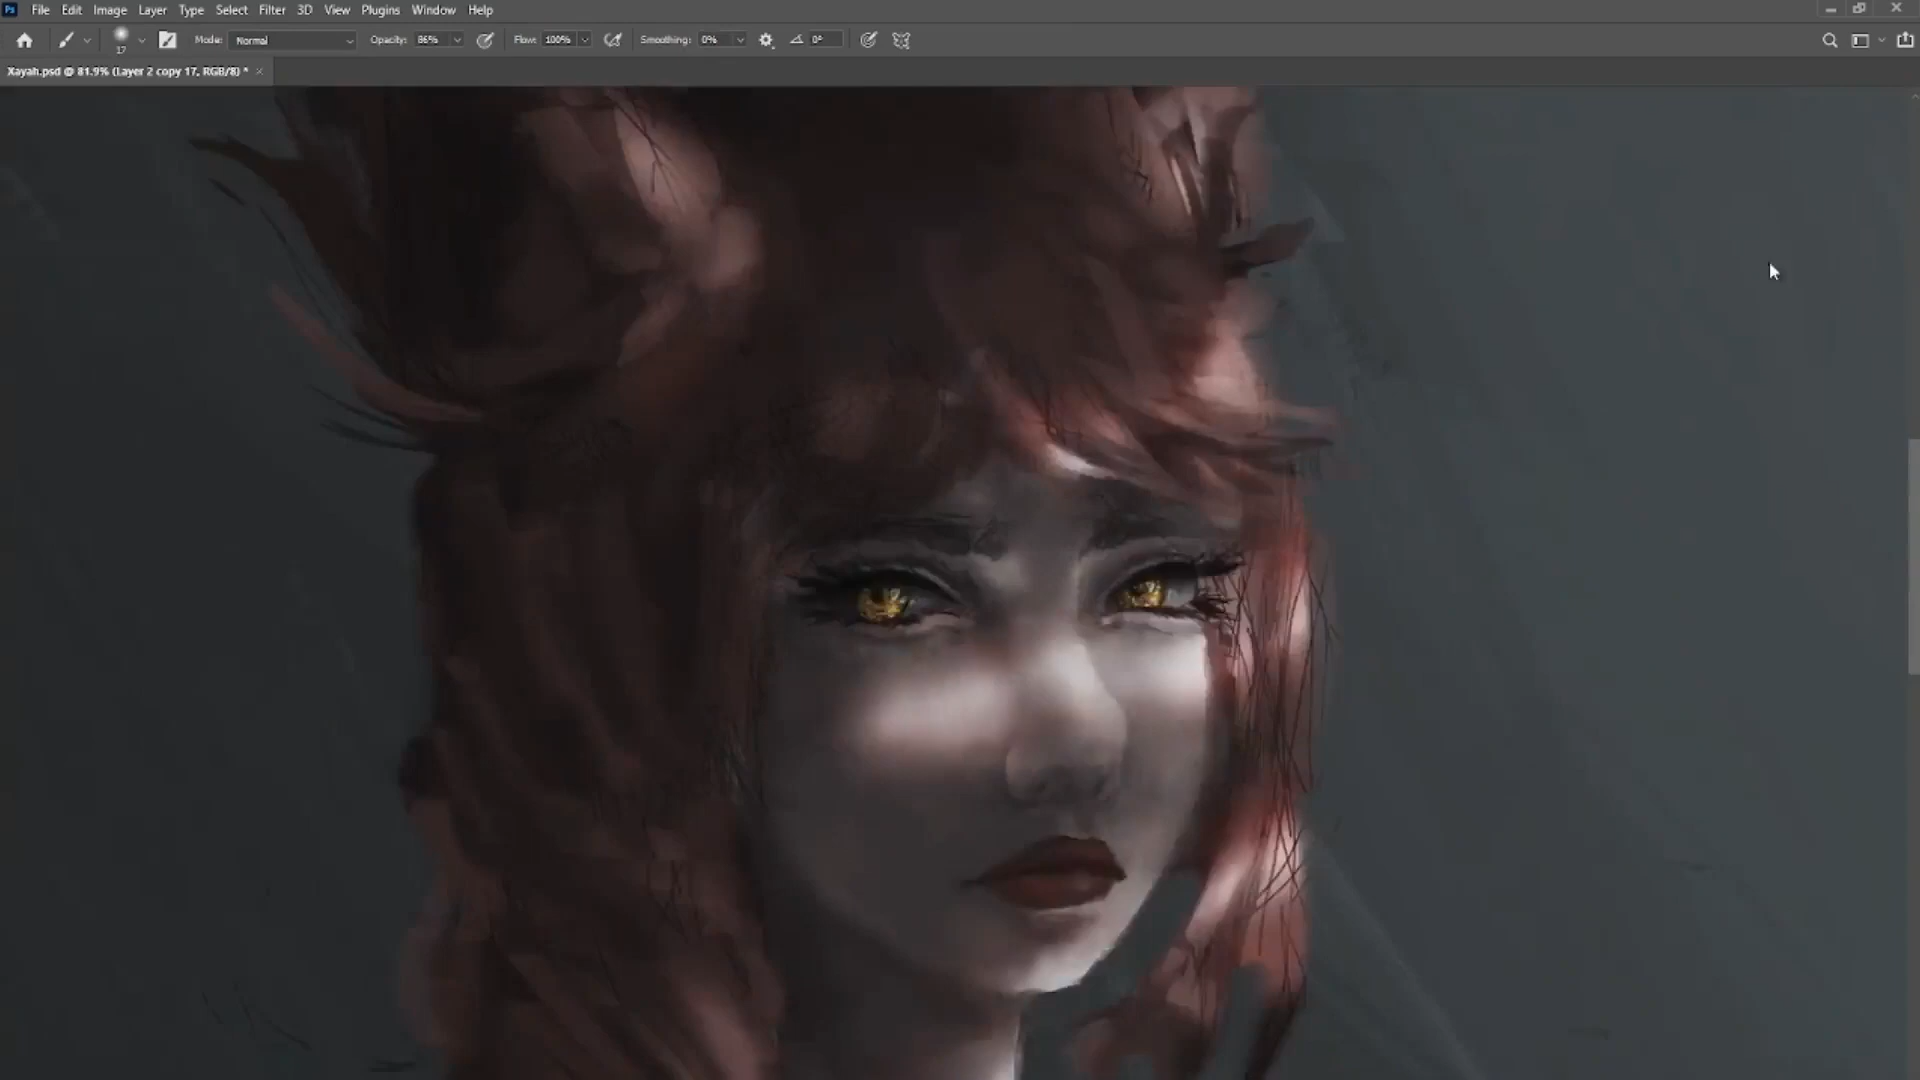 Ps File Edit Image Layer Type Select Filter 3D View Plugins Window Help
17 Mode: Normal Opacity: 86% Flow: 100% Smoothing: 0% 0°
Xayah.psd @ 81.9% (Layer 2 copy 17, RGB/8) *